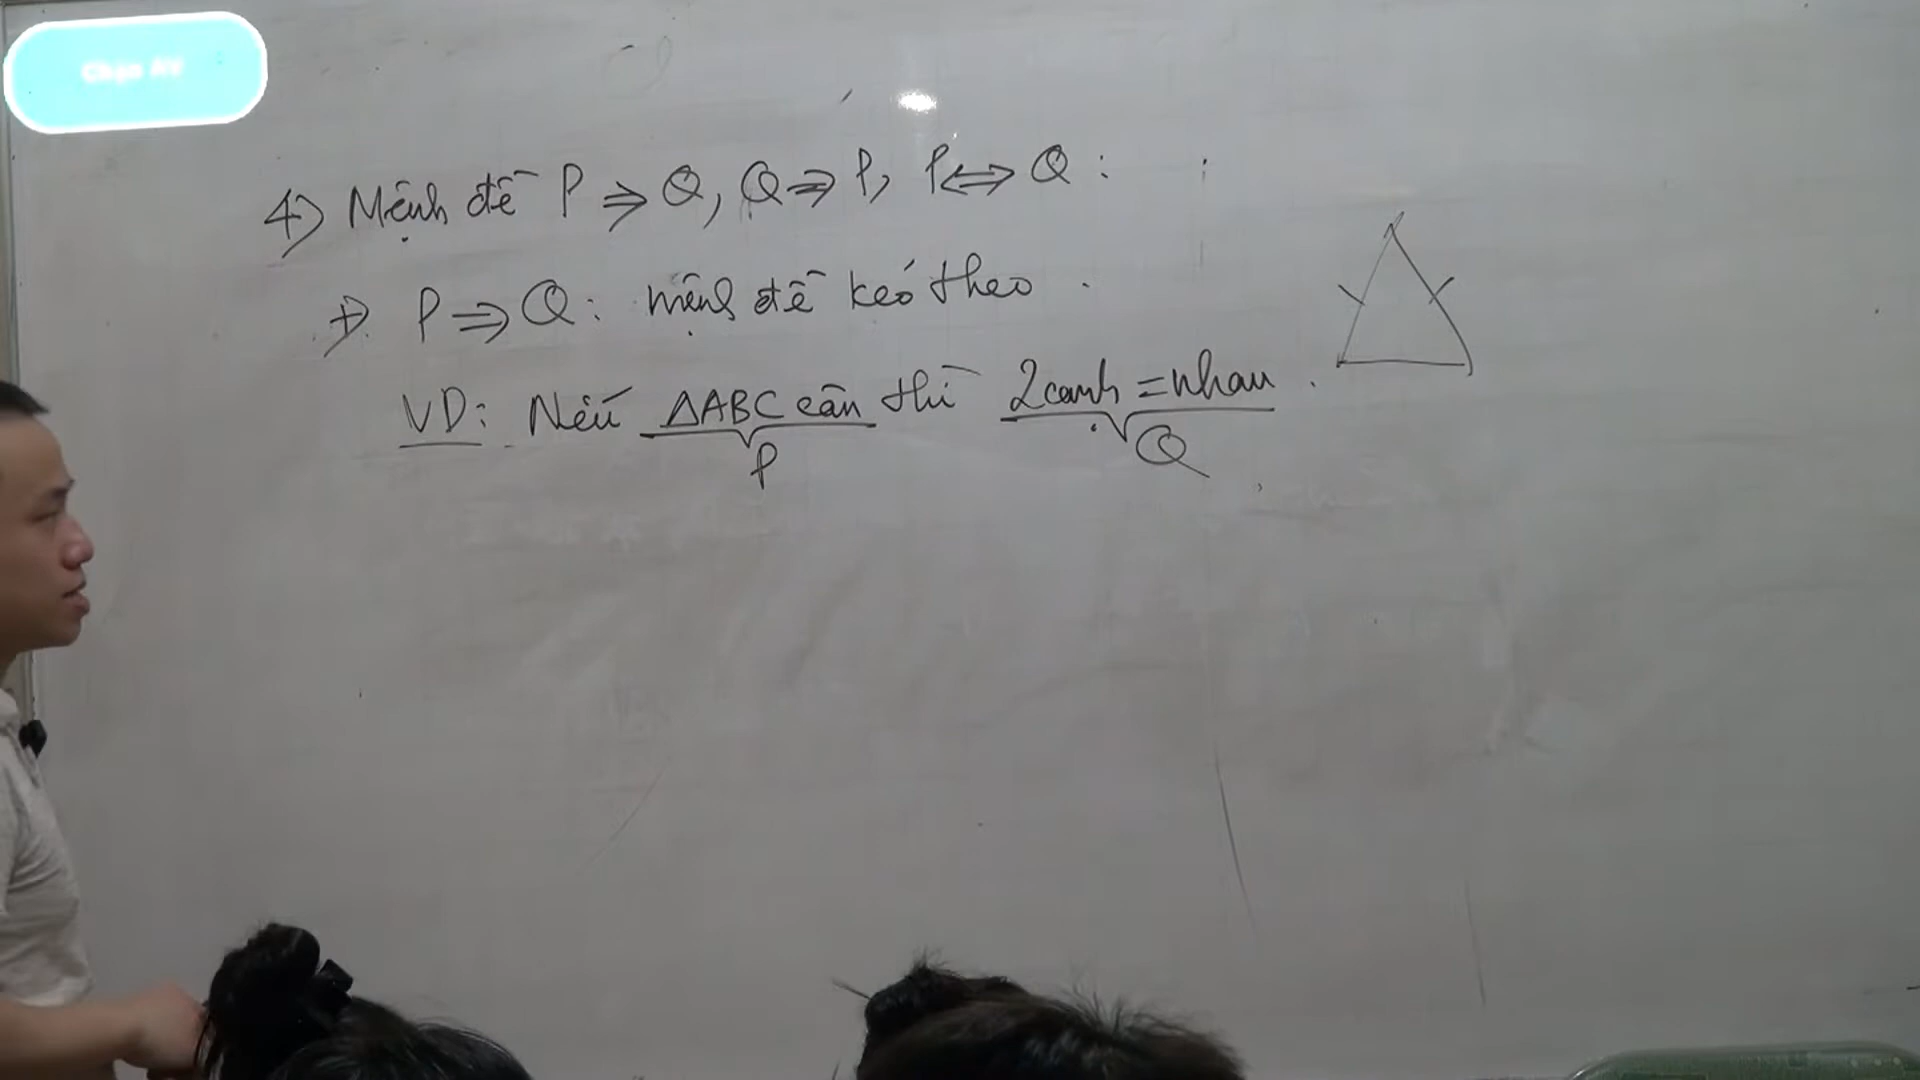 4) Mệnh đề P ⇒ Q, Q ⇒ P, P ⇔ Q :
+) P ⇒ Q : mệnh đề kéo theo .
VD: Nếu ΔABC cân thì 2 cạnh = nhau .
P
Q